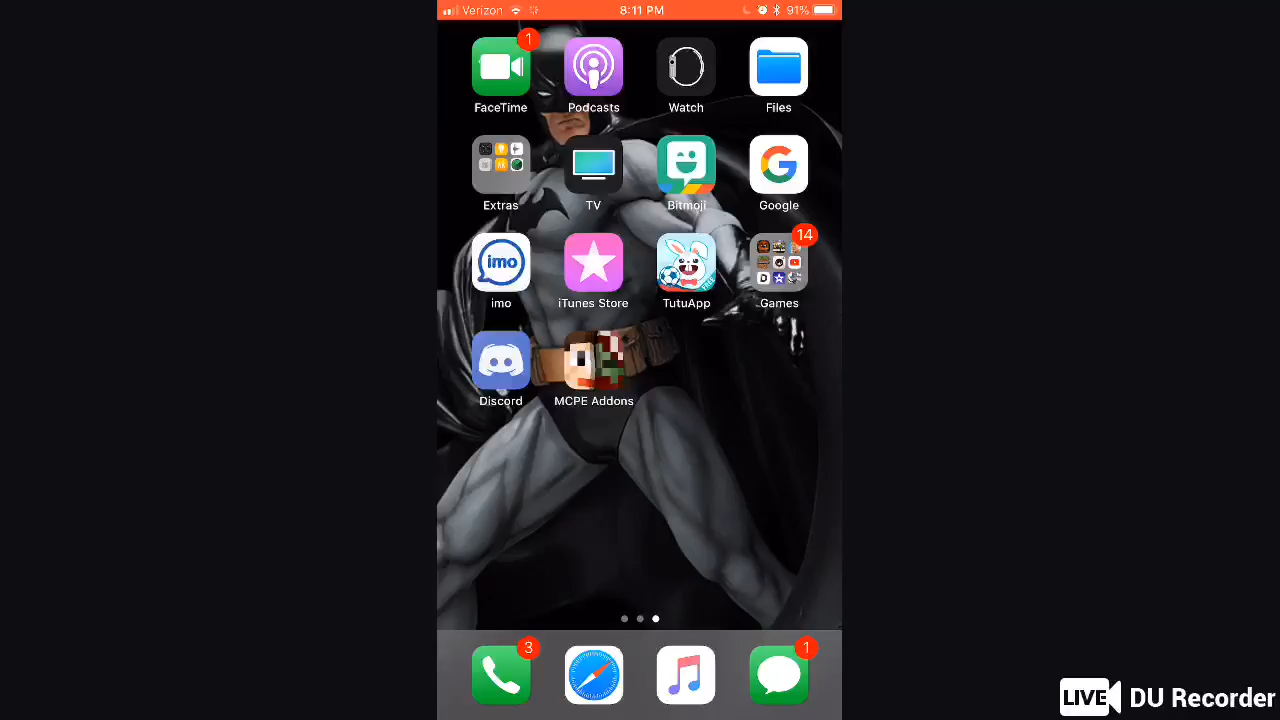 Verizon 8:11 PM 91%
1
FaceTime Podcasts Watch Files
Extras TV Bitmoji Google
14
imo
FREE
imo iTunes Store TutuApp Games
Discord MCPE Addons
3 1
LIVE DU Recorder